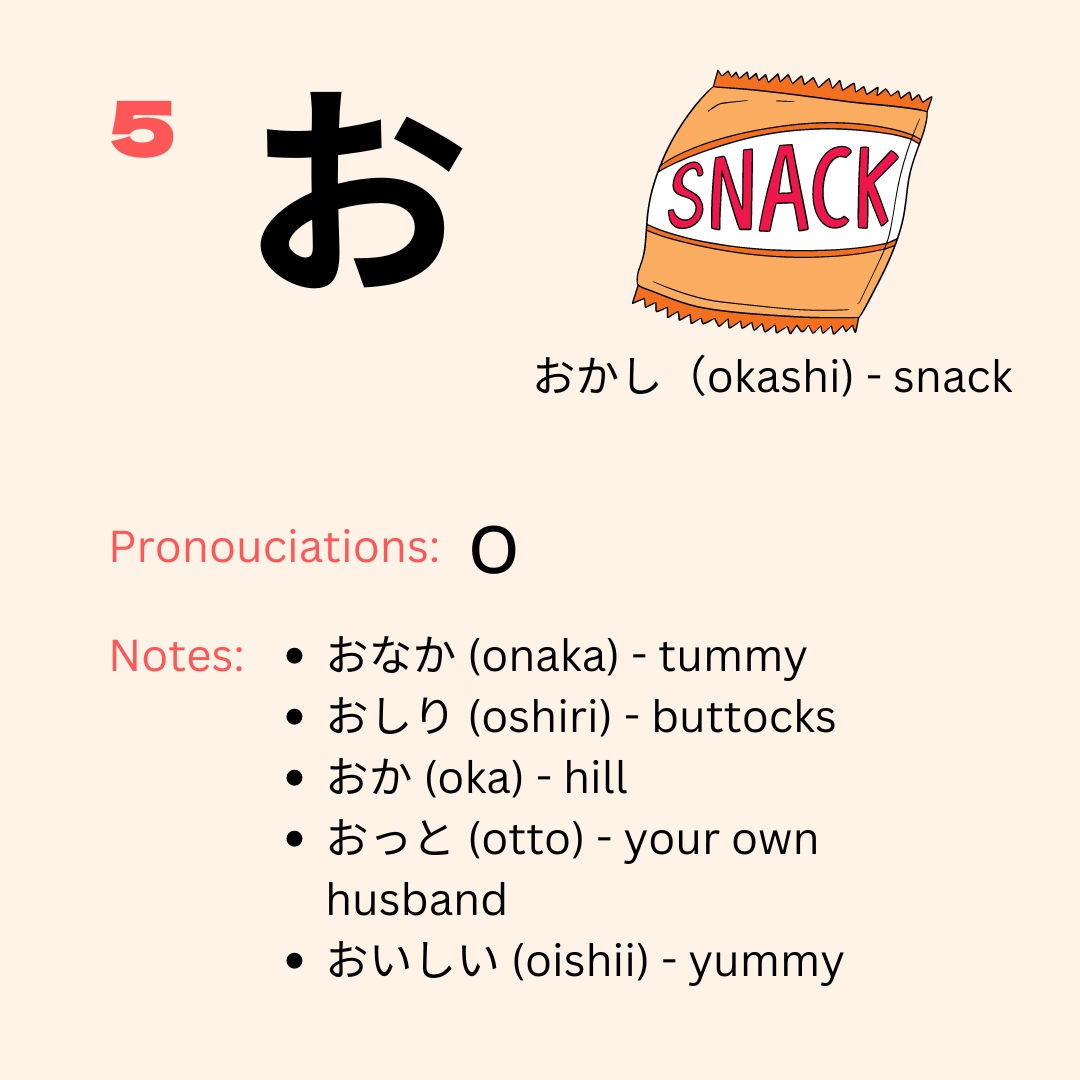 5
お
SNACK
おかし（okashi) - snack
Pronouciations: O
Notes:
• おなか (onaka) - tummy
• おしり (oshiri) - buttocks
• おか (oka) - hill
• おっと (otto) - your own
husband
• おいしい (oishii) - yummy